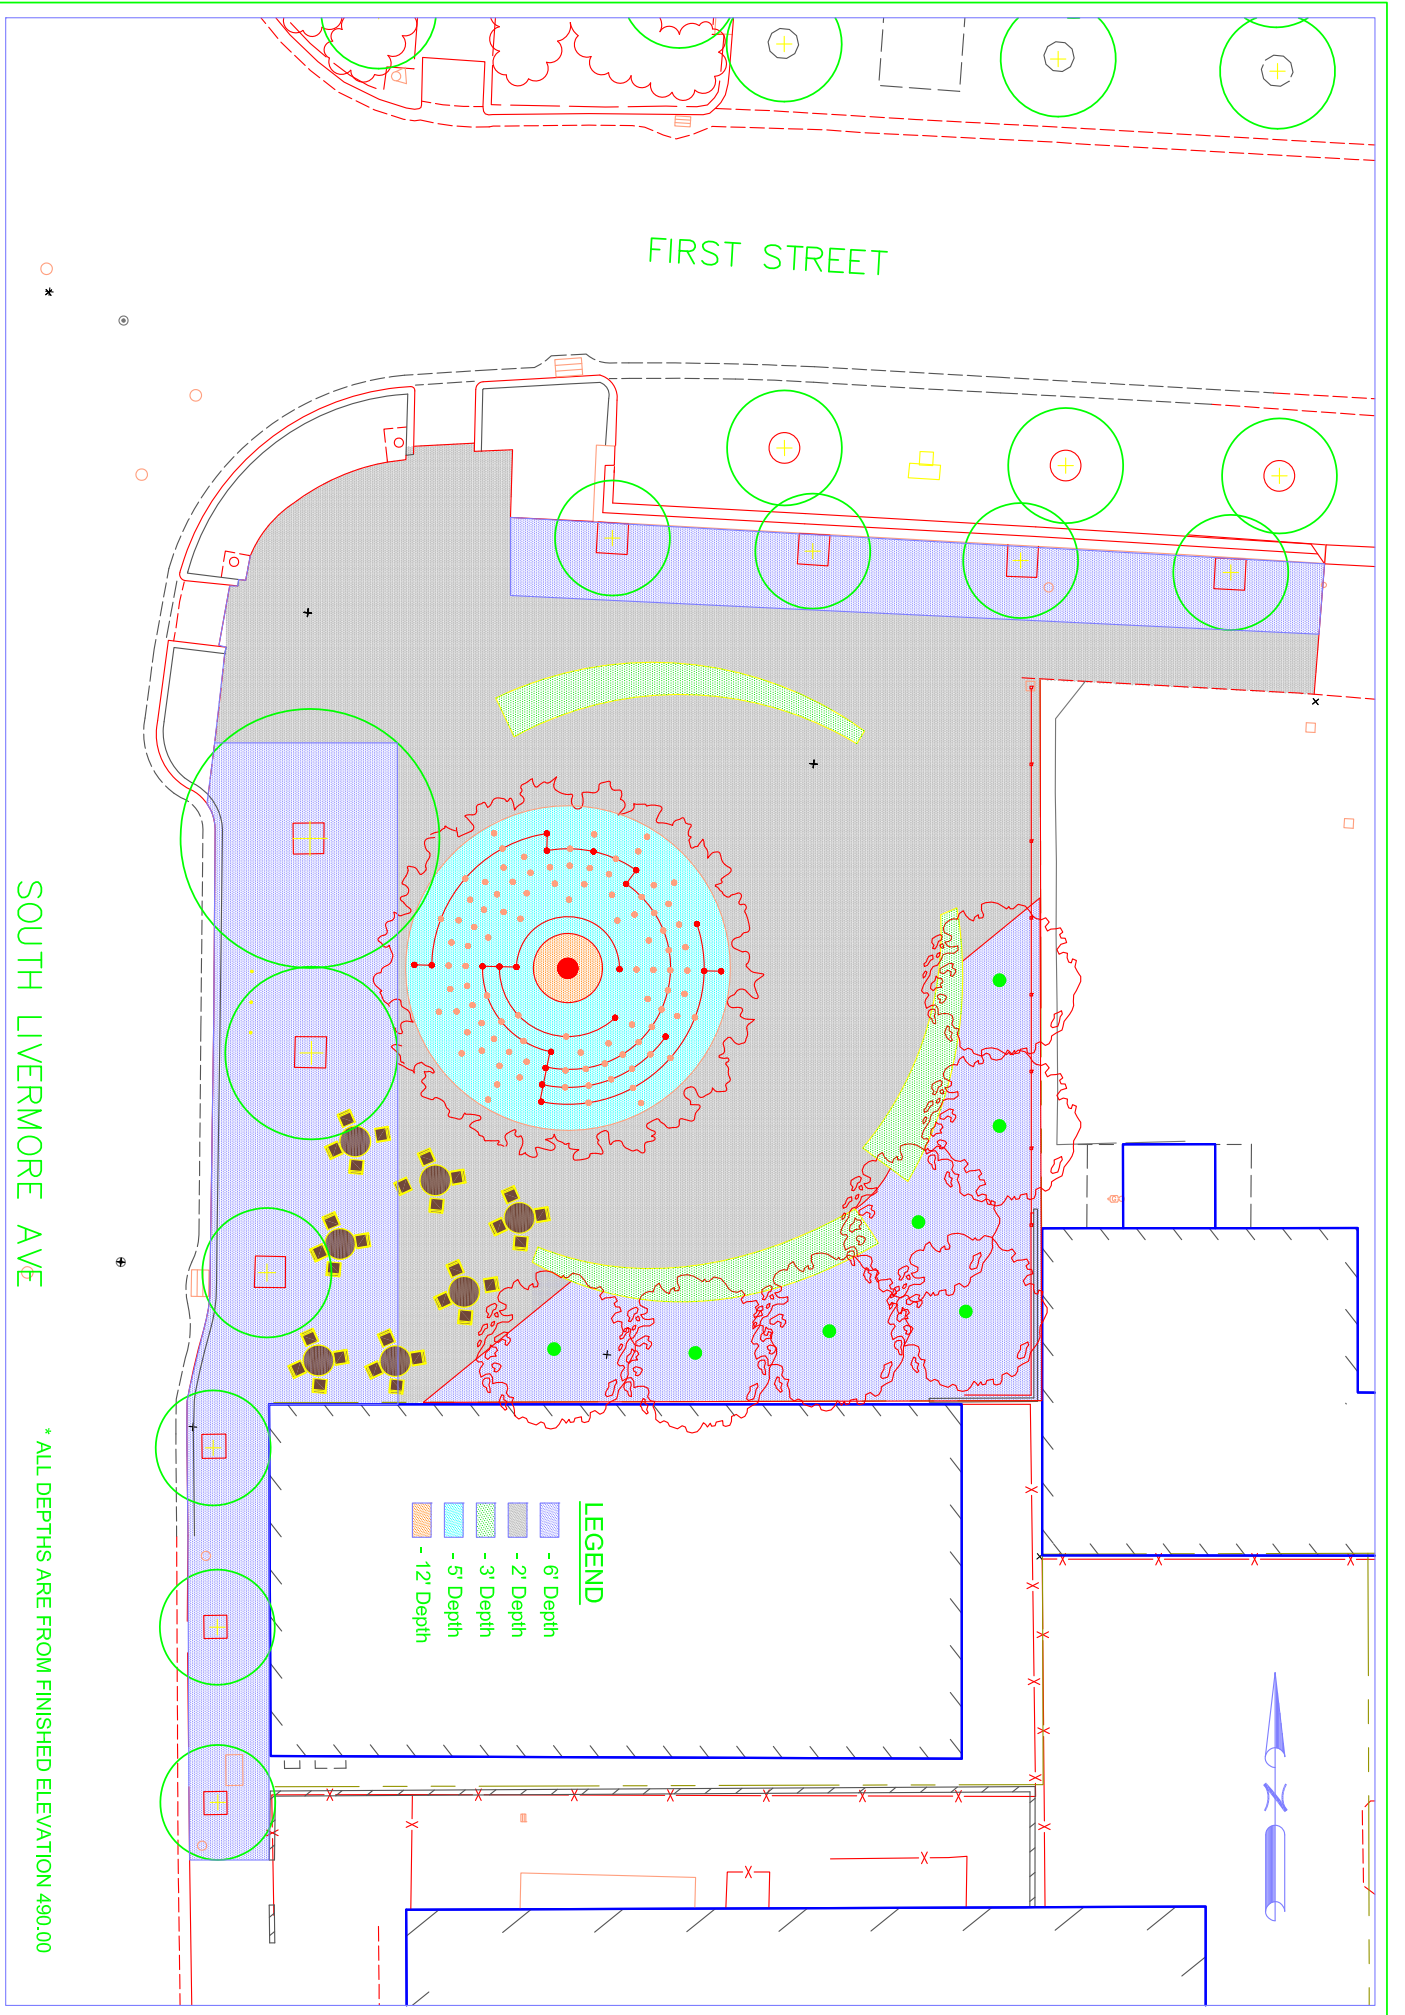 FIRST STREET
SOUTH LIVERMORE AVE
LEGEND
- 6' Depth
- 2' Depth
- 3' Depth
- 5' Depth
- 12' Depth
* ALL DEPTHS ARE FROM FINISHED ELEVATION 490.00
N